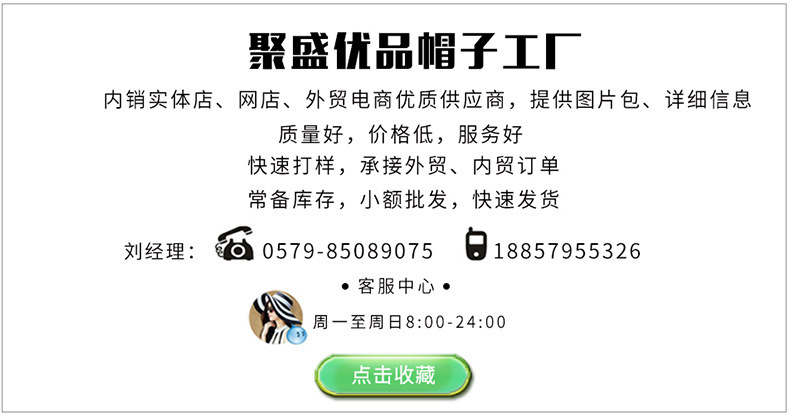 聚盛优品帽子工厂
内销实体店、网店、外贸电商优质供应商，提供图片包、详细信息
质量好，价格低，服务好
快速打样，承接外贸、内贸订单
常备库存，小额批发，快速发货
刘经理： 0579-85089075 18857955326
• 客服中心 •
周一至周日8:00-24:00
点击收藏